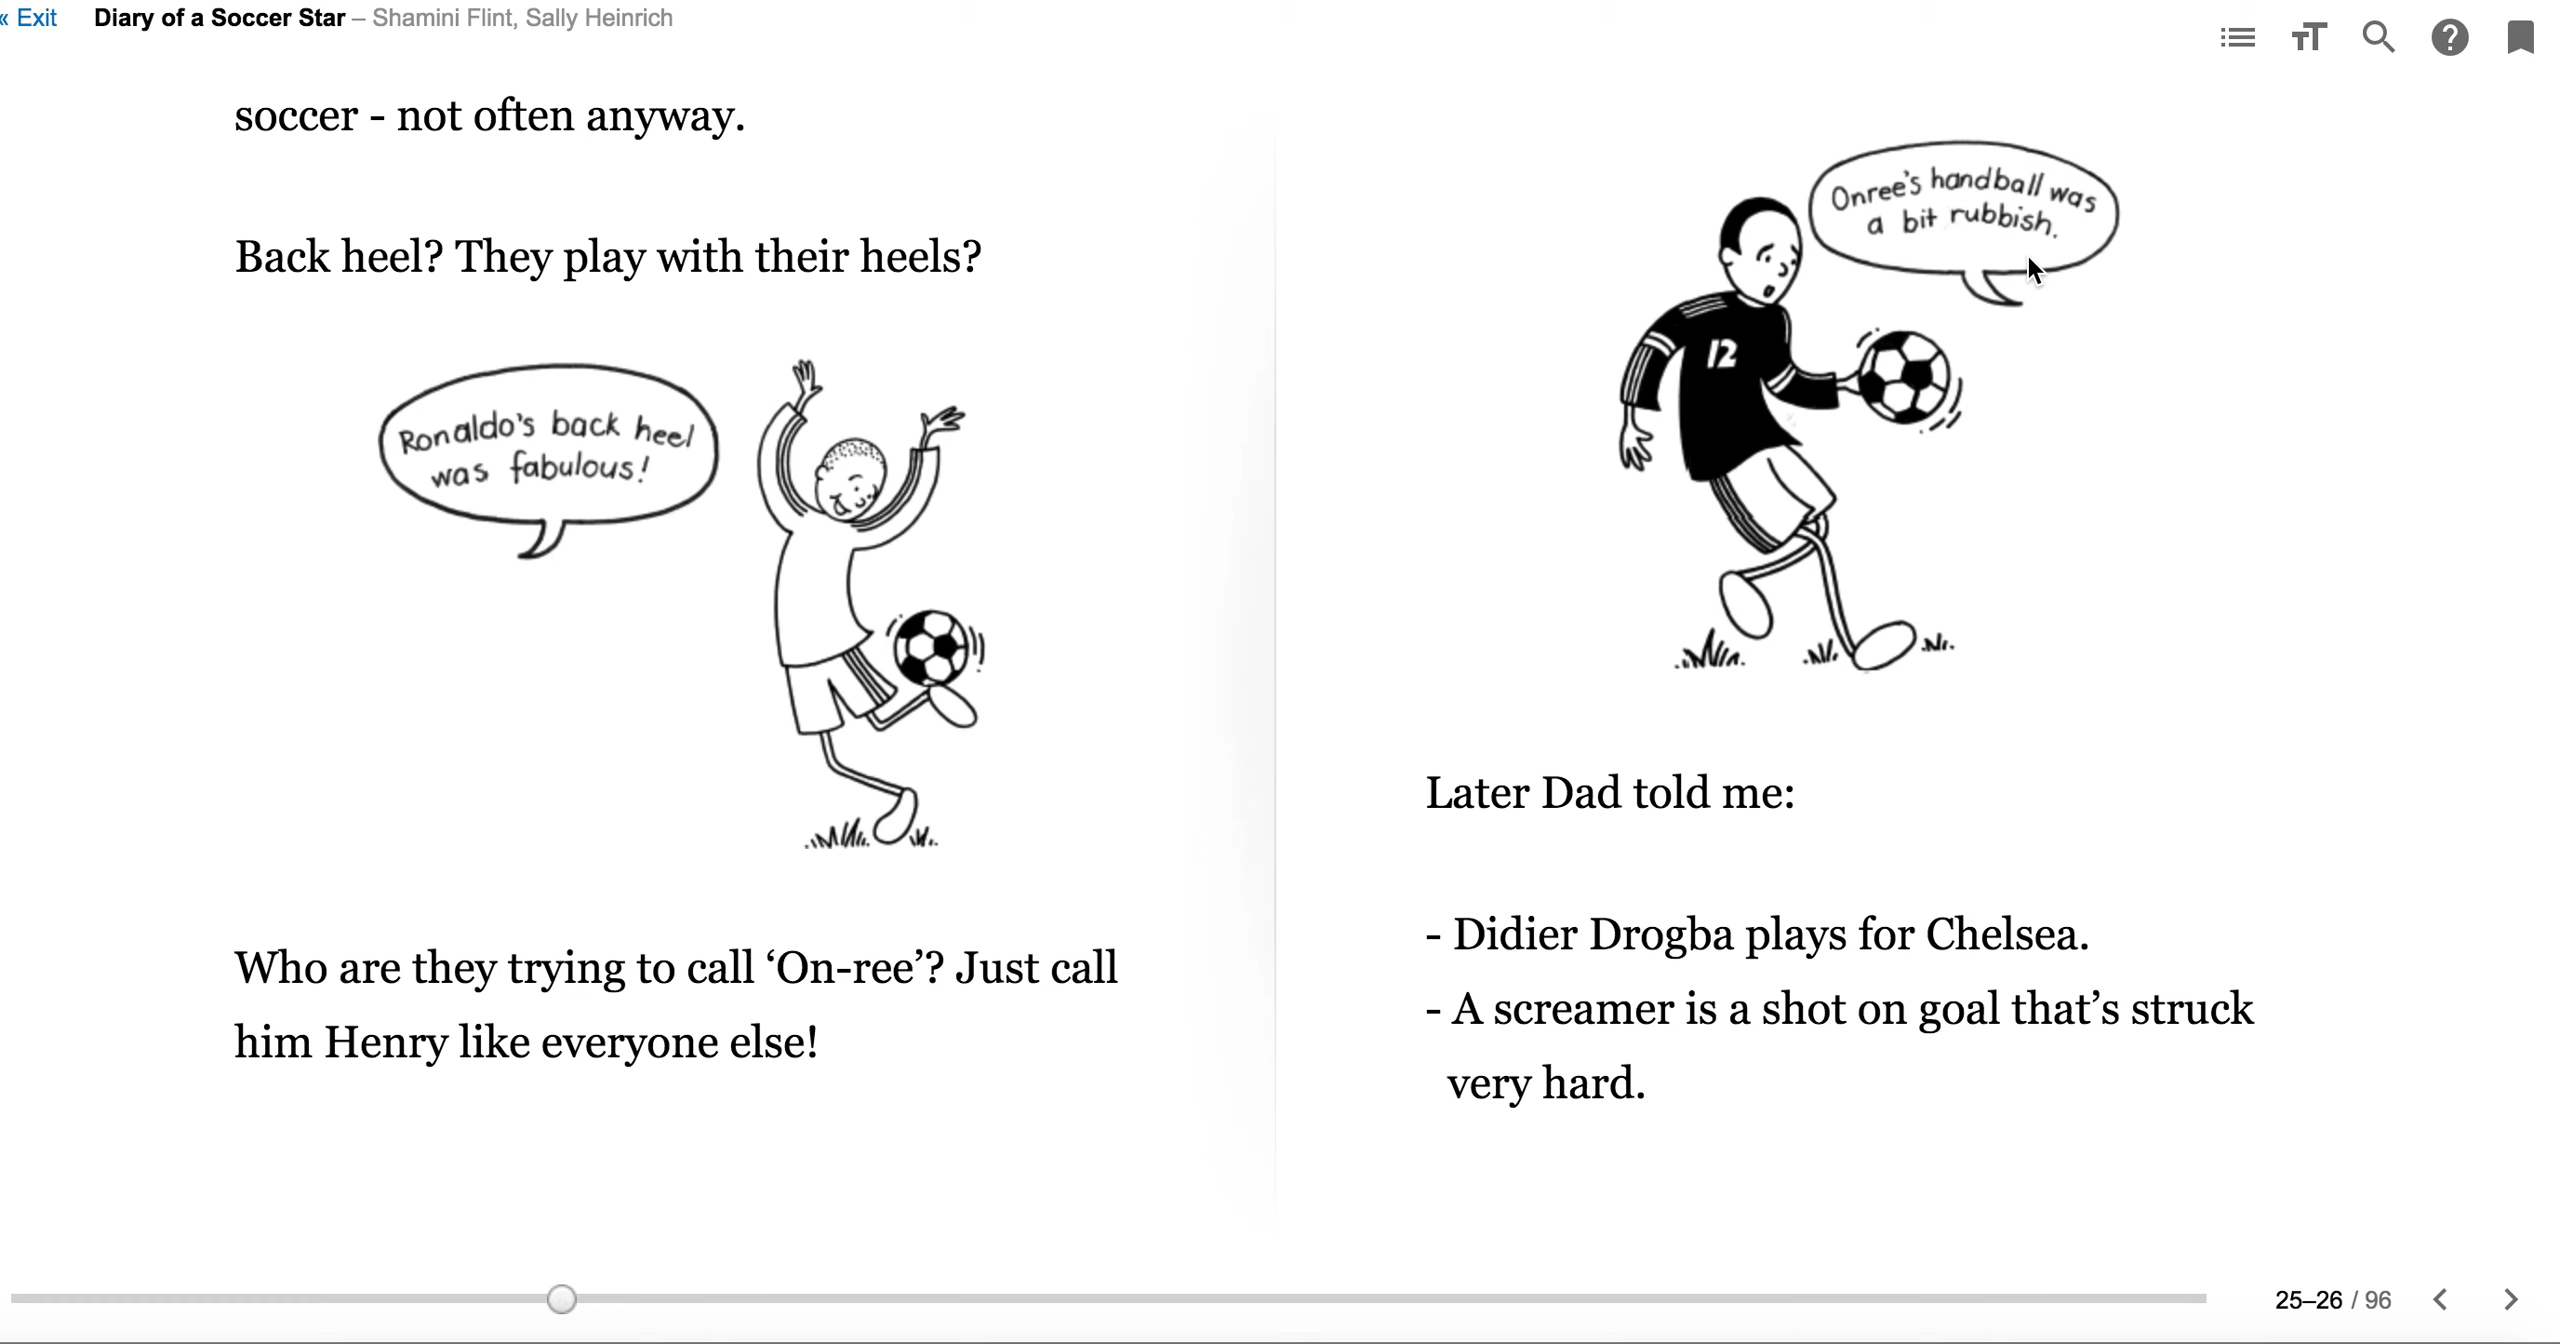 « Exit Diary of a Soccer Star – Shamini Flint, Sally Heinrich
soccer - not often anyway.
Back heel? They play with their heels?
Ronaldo's back heel
was fabulous!
Who are they trying to call ‘On-ree’? Just call
him Henry like everyone else!
Onree's handball was
a bit rubbish.
12
Later Dad told me:
- Didier Drogba plays for Chelsea.
- A screamer is a shot on goal that’s struck
very hard.
25–26 / 96